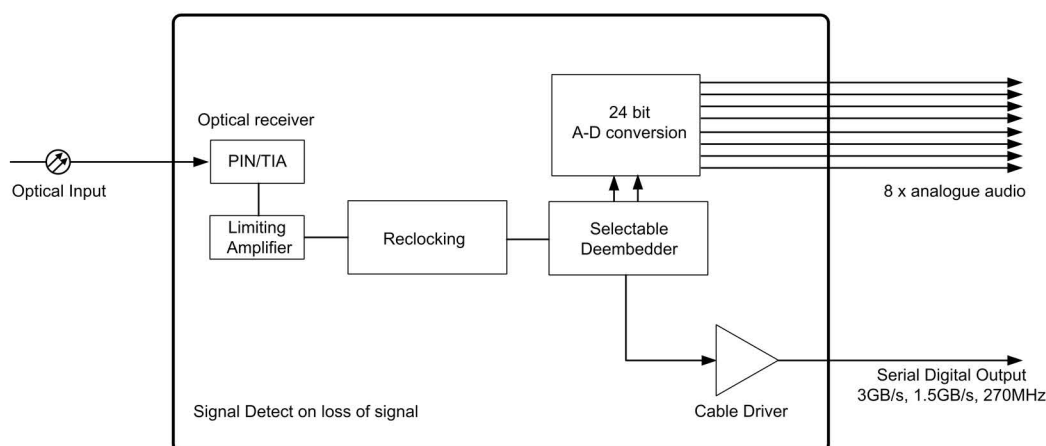 24 bit
A-D conversion
Optical receiver
PIN/TIA
Optical Input
8 x analogue audio
Limiting
Amplifier
Reclocking
Selectable
Deembedder
Serial Digital Output
3GB/s, 1.5GB/s, 270MHz
Signal Detect on loss of signal
Cable Driver